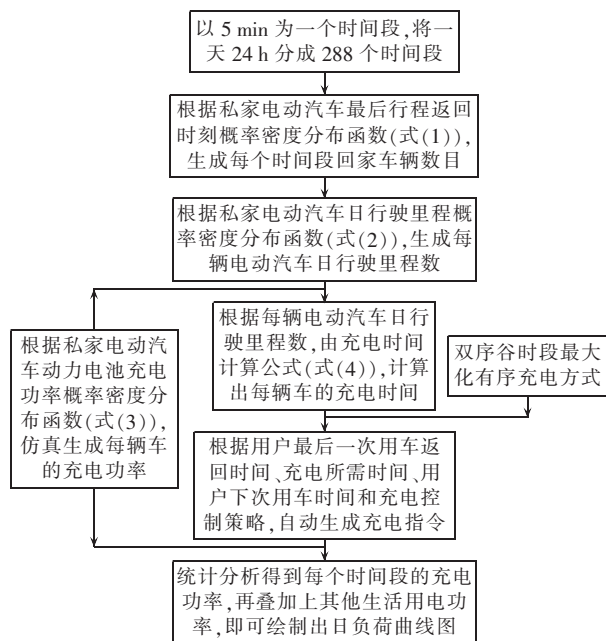 以 5 min 为一个时间段,将一
天 24 h 分成 288 个时间段
根据私家电动汽车最后行程返回
时刻概率密度分布函数(式(1)),
生成每个时间段回家车辆数目
根据私家电动汽车日行驶里程概
率密度分布函数(式(2)),生成每
辆电动汽车日行驶里程数
根据私家电动汽
车动力电池充电
功率概率密度分
布函数(式(3)),
仿真生成每辆车
的充电功率
根据每辆电动汽车日行
驶里程数,由充电时间
计算公式(式(4)),计算
出每辆车的充电时间
双序谷时段最大
化有序充电方式
根据用户最后一次用车返
回时间、充电所需时间、用
户下次用车时间和充电控
制策略,自动生成充电指令
统计分析得到每个时间段的充电
功率,再叠加上其他生活用电功
率,即可绘制出日负荷曲线图